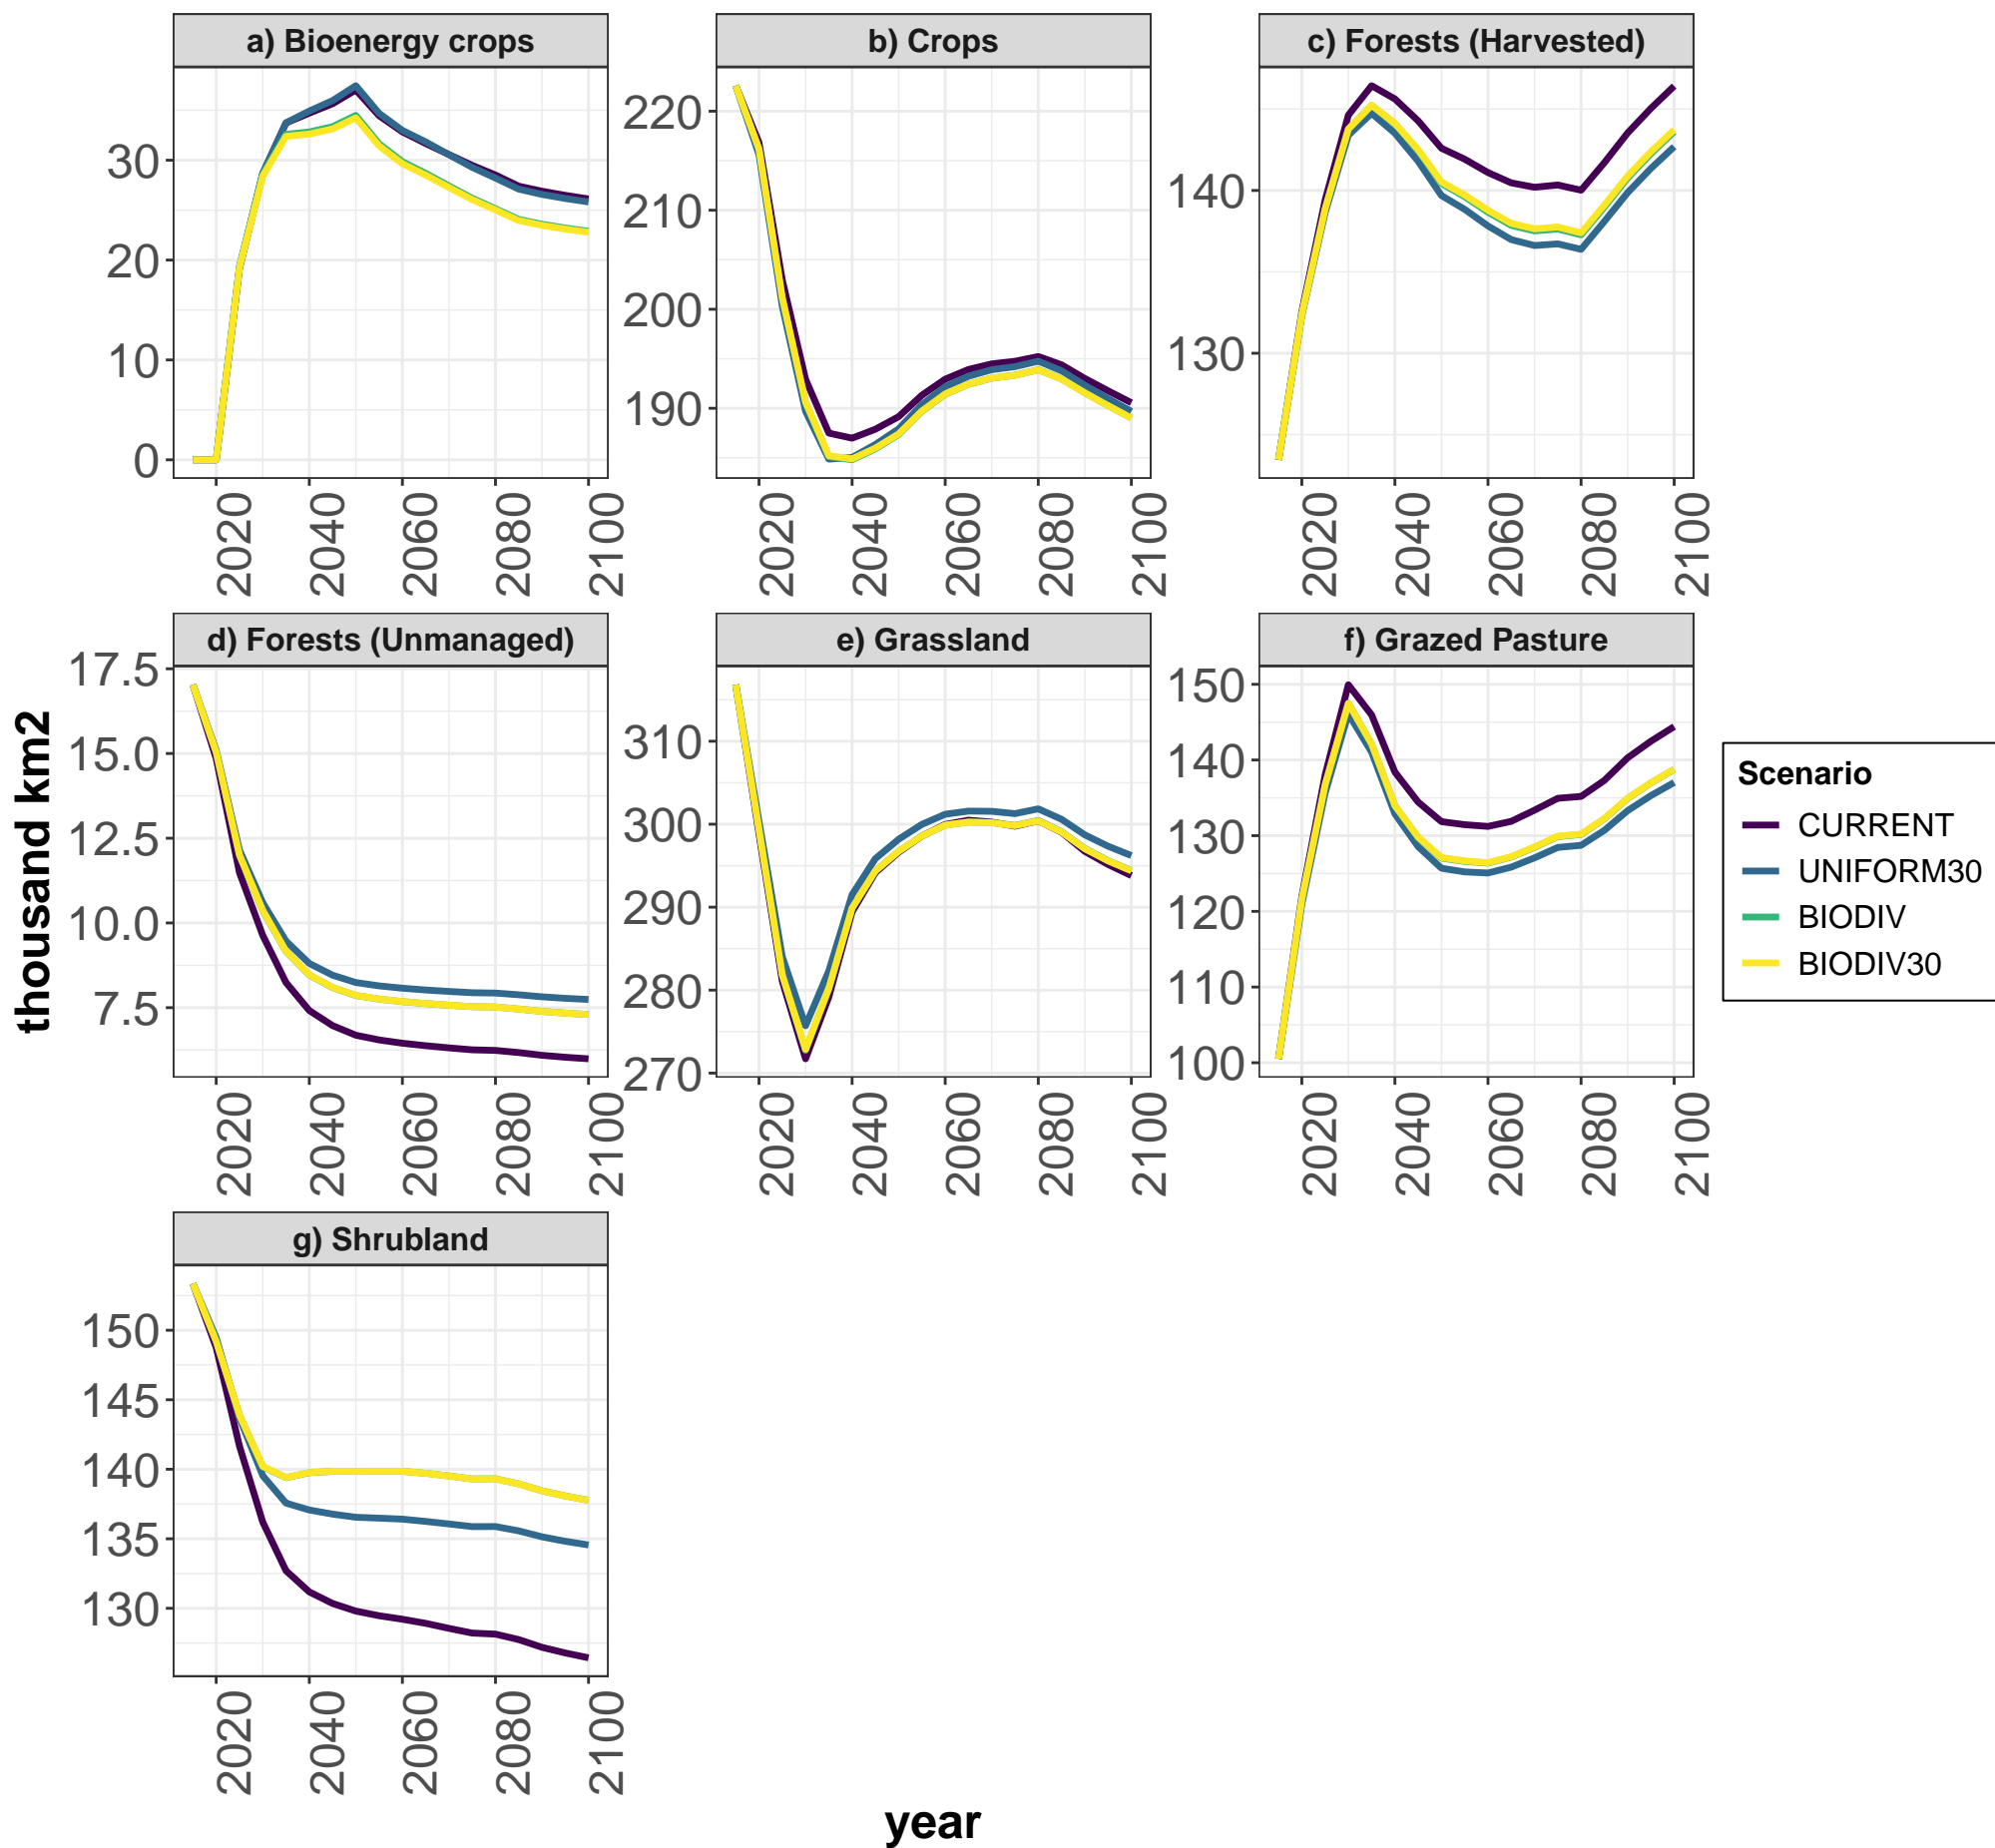 a) Bioenergy crops
b) Crops
c) Forests (Harvested)
30
20
10
0
220
210
200
190
140
130
2020 2040 2060 2080 2100
2020 2040 2060 2080 2100
2020 2040 2060 2080 2100
d) Forests (Unmanaged)
e) Grassland
f) Grazed Pasture
17.5
15.0
12.5
10.0
7.5
310
300
290
280
270
150
140
130
120
110
100
2020 2040 2060 2080 2100
2020 2040 2060 2080 2100
2020 2040 2060 2080 2100
thousand km2
Scenario
CURRENT
UNIFORM30
BIODIV
BIODIV30
g) Shrubland
150
145
140
135
130
2020 2040 2060 2080 2100
year